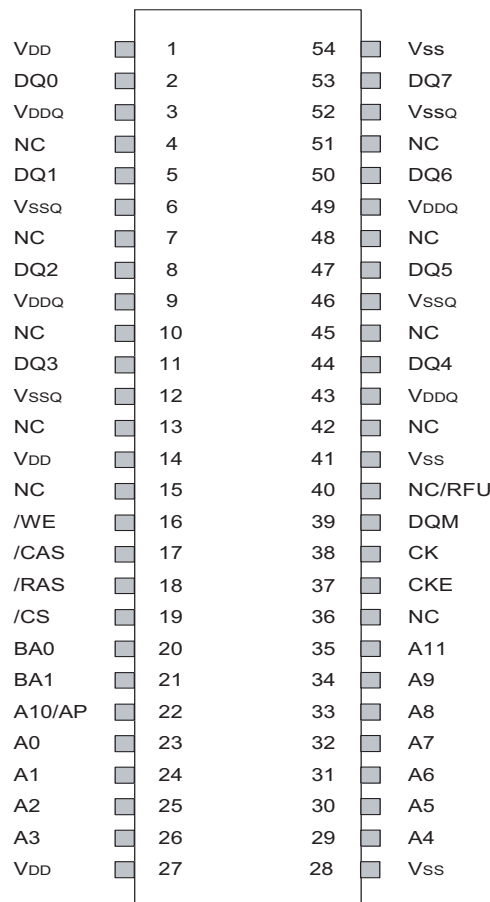 VDD 1 54 Vss
DQ0 2 53 DQ7
VDDQ 3 52 VssQ
NC 4 51 NC
DQ1 5 50 DQ6
VSSQ 6 49 VDDQ
NC 7 48 NC
DQ2 8 47 DQ5
VDDQ 9 46 VSSQ
NC 10 45 NC
DQ3 11 44 DQ4
VSSQ 12 43 VDDQ
NC 13 42 NC
VDD 14 41 VSS
NC 15 40 NC/RFU
/WE 16 39 DQM
/CAS 17 38 CK
/RAS 18 37 CKE
/CS 19 36 NC
BA0 20 35 A11
BA1 21 34 A9
A10/AP 22 33 A8
A0 23 32 A7
A1 24 31 A6
A2 25 30 A5
A3 26 29 A4
VDD 27 28 VSS